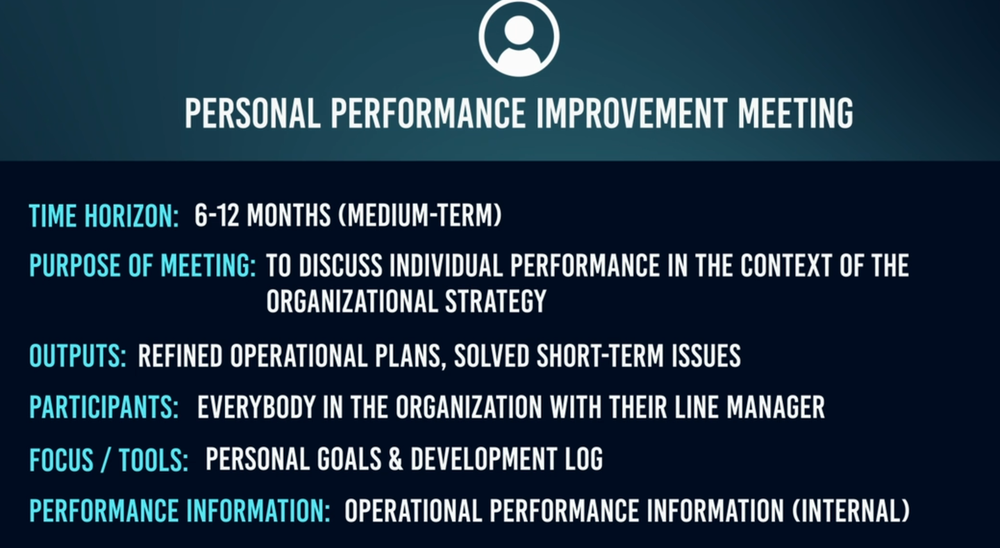 PERSONAL PERFORMANCE IMPROVEMENT MEETING
TIME HORIZON: 6-12 MONTHS (MEDIUM-TERM)
PURPOSE OF MEETING: TO DISCUSS INDIVIDUAL PERFORMANCE IN THE CONTEXT OF THE
ORGANIZATIONAL STRATEGY
OUTPUTS: REFINED OPERATIONAL PLANS, SOLVED SHORT-TERM ISSUES
PARTICIPANTS: EVERYBODY IN THE ORGANIZATION WITH THEIR LINE MANAGER
FOCUS / TOOLS: PERSONAL GOALS & DEVELOPMENT LOG
PERFORMANCE INFORMATION: OPERATIONAL PERFORMANCE INFORMATION (INTERNAL)